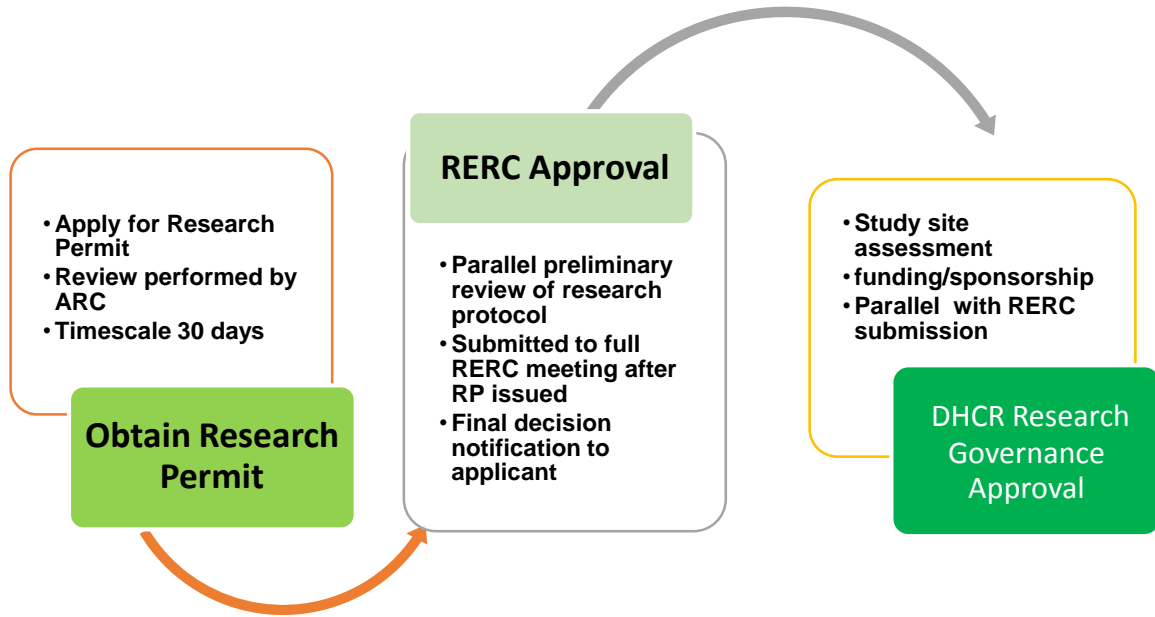 • Apply for Research
Permit
• Review performed by
ARC
• Timescale 30 days
Obtain Research
Permit
RERC Approval
• Parallel preliminary
review of research
protocol
• Submitted to full
RERC meeting after
RP issued
• Final decision
notification to
applicant
• Study site
assessment
• funding/sponsorship
• Parallel with RERC
submission
DHCR Research
Governance
Approval